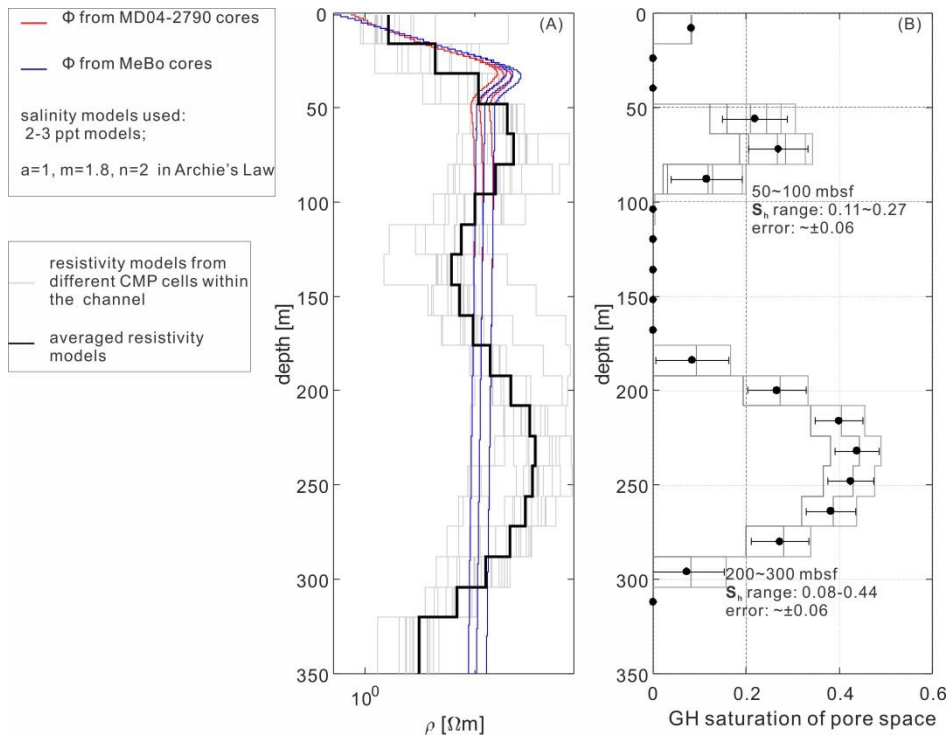 Φ from MD04-2790 cores
Φ from MeBo cores
salinity models used:
2-3 ppt models;
a=1, m=1.8, n=2 in Archie's Law
resistivity models from
different CMP cells within
the channel
averaged resistivity
models
(A)
0
50
100
150
200
250
300
350
depth [m]
10⁰
ρ [Ωm]
(B)
0
50
100
150
200
250
300
350
depth [m]
50~100 mbsf
Sₕ range: 0.11~0.27
error: ~±0.06
200~300 mbsf
Sₕ range: 0.08-0.44
error: ~±0.06
0
0.2
0.4
0.6
GH saturation of pore space